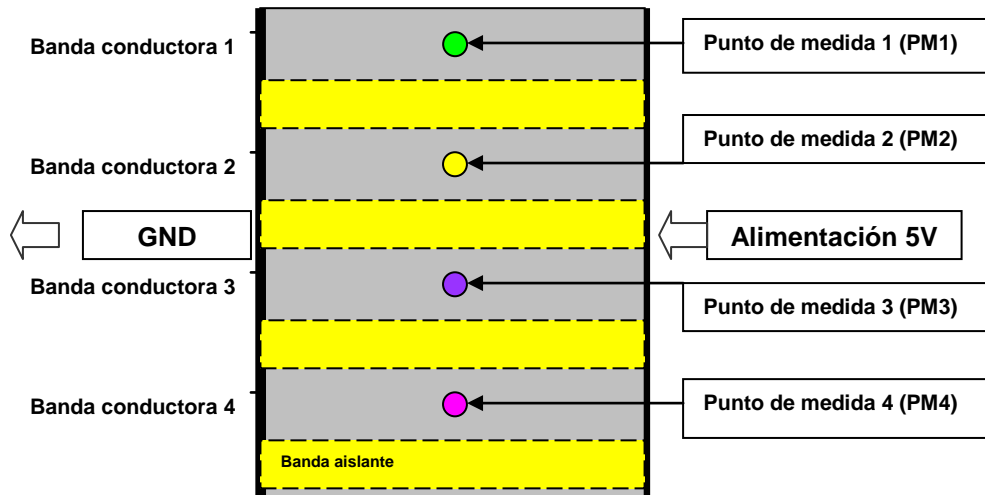 Banda conductora 1
Punto de medida 1 (PM1)
Banda conductora 2
Punto de medida 2 (PM2)
GND
Alimentación 5V
Banda conductora 3
Punto de medida 3 (PM3)
Banda conductora 4
Punto de medida 4 (PM4)
Banda aislante